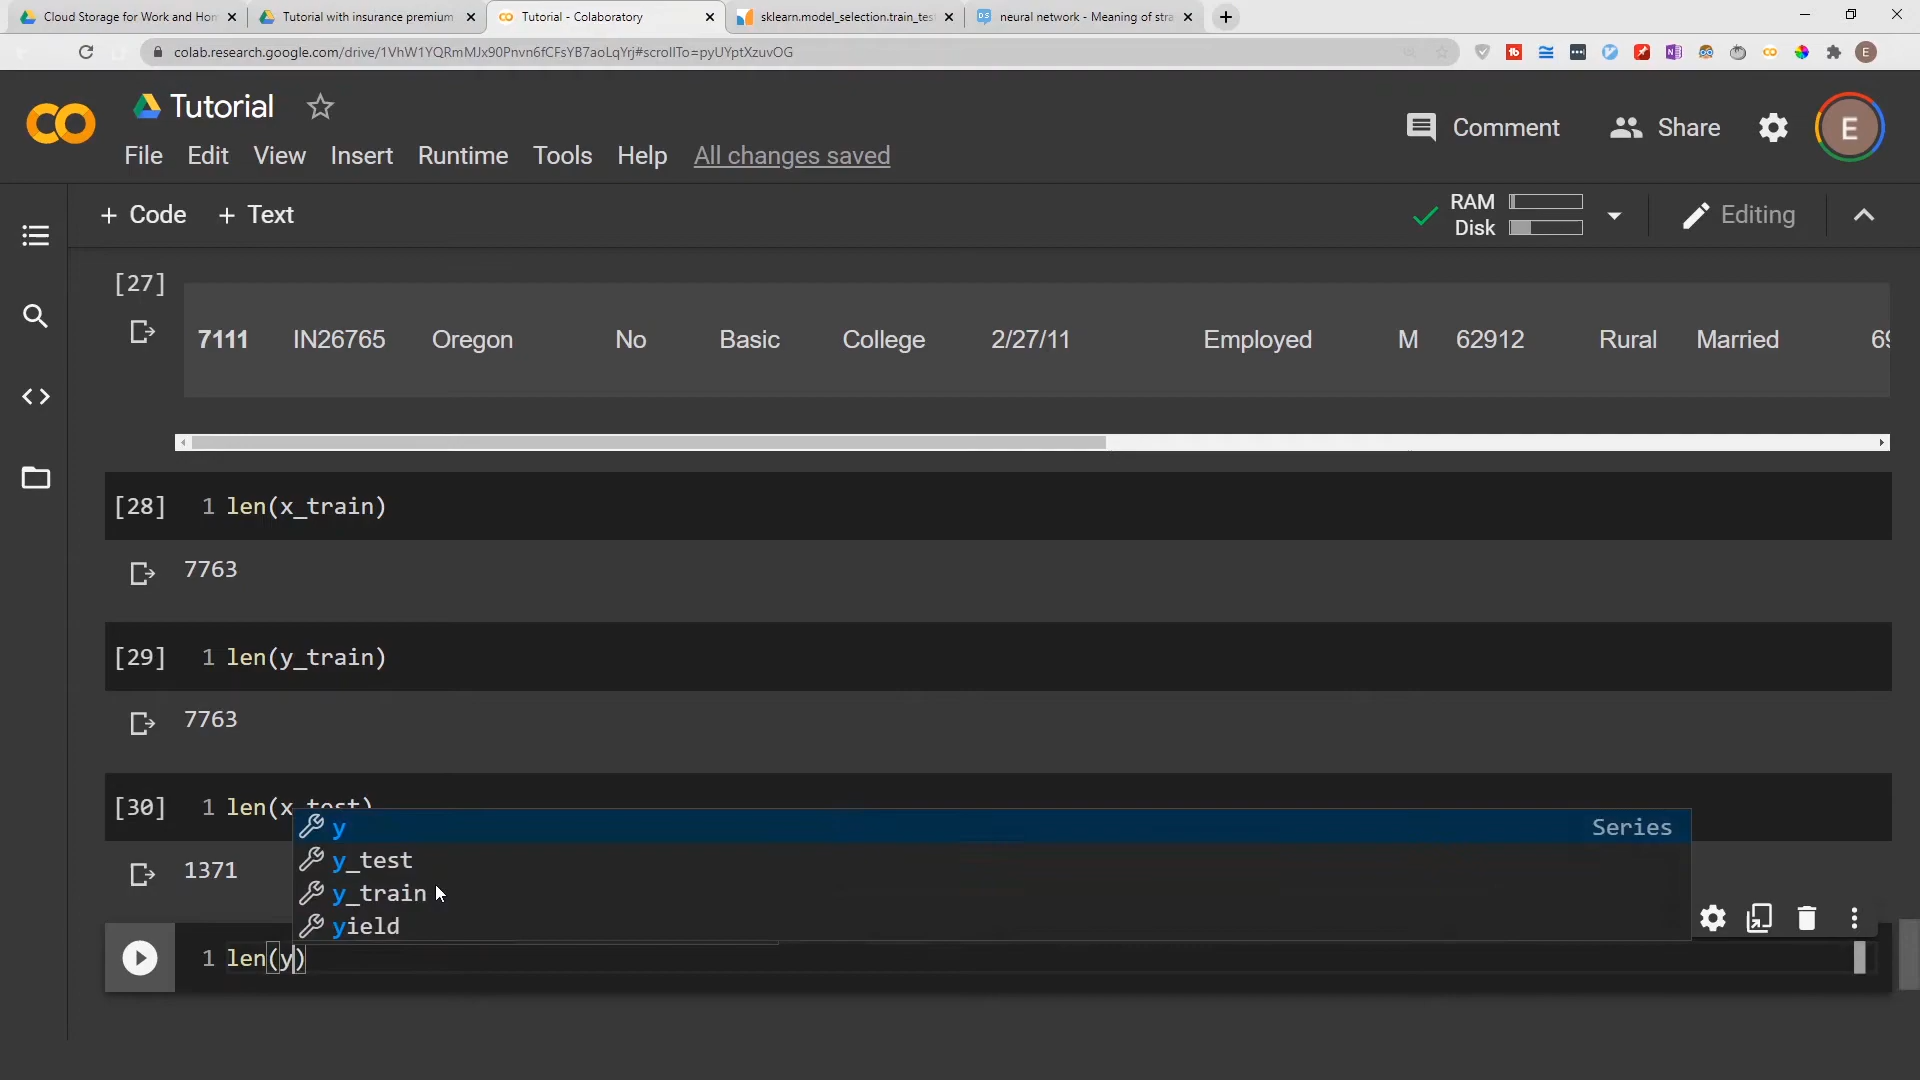 Cloud Storage for Work and Hon
Tutorial with insurance premium
Tutorial - Colaboratory
sklearn.model_selection.train_tes
neural network - Meaning of stra
colab.research.google.com/drive/1VhW1YQRmMJx90Pnvn6fCFsYB7aoLqYrj#scrollTo=pyUYptXzuvOG
Tutorial
Comment
Share
E
File Edit View Insert Runtime Tools Help All changes saved
+ Code + Text
RAM
Disk
Editing
[27]
7111 IN26765 Oregon No Basic College 2/27/11 Employed M 62912 Rural Married 69
[28] 1 len(x_train)
7763
[29] 1 len(y_train)
7763
[30] 1 len(x_test)
y Series
y_test
1371
y_train
yield
1 len(y)